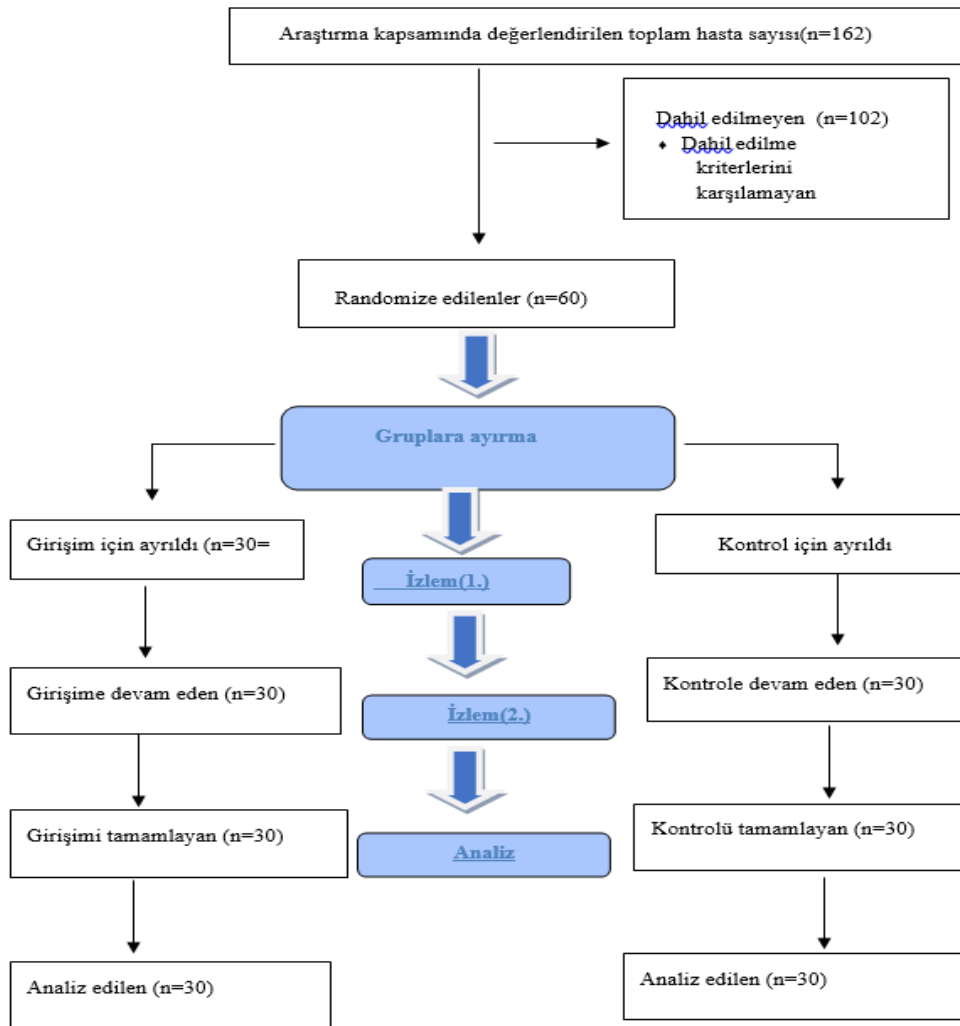 Araştırma kapsamında değerlendirilen toplam hasta sayısı(n=162)
Dahil edilmeyen (n=102)
♦ Dahil edilme
kriterlerini
karşılamayan
Randomize edilenler (n=60)
Gruplara ayırma
Girişim için ayrıldı (n=30=
Kontrol için ayrıldı
İzlem(1.)
Girişime devam eden (n=30)
Kontrole devam eden (n=30)
İzlem(2.)
Girişimi tamamlayan (n=30)
Kontrolü tamamlayan (n=30)
Analiz
Analiz edilen (n=30)
Analiz edilen (n=30)